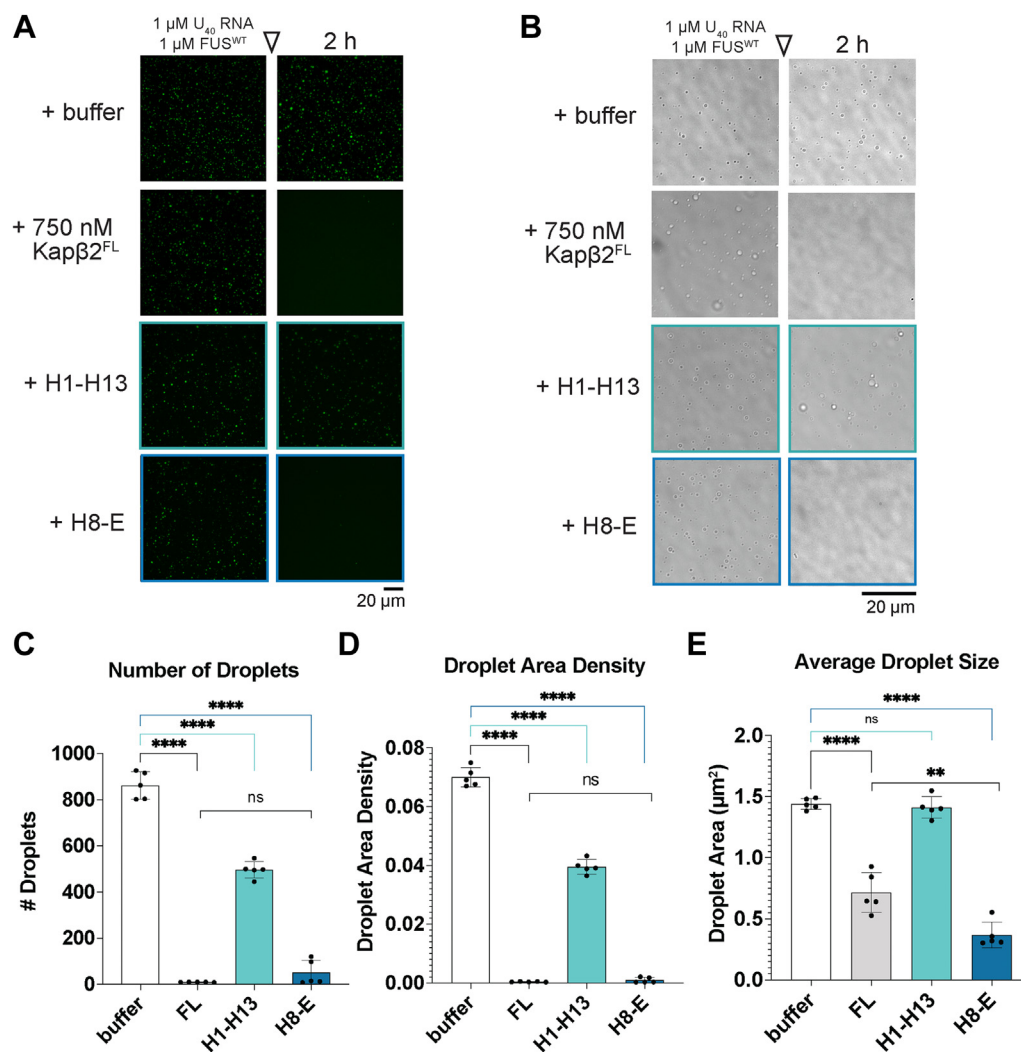 A
1 µM U40 RNA
1 µM FUSWT
2 h
+ buffer
+ 750 nM
Kapβ2FL
+ H1-H13
+ H8-E
20 µm
B
1 µM U40 RNA
1 µM FUSWT
2 h
+ buffer
+ 750 nM
Kapβ2FL
+ H1-H13
+ H8-E
20 µm
C
Number of Droplets
****
****
****
ns
# Droplets
1000
800
600
400
200
0
buffer
FL
H1-H13
H8-E
D
Droplet Area Density
****
****
****
ns
Droplet Area Density
0.08
0.06
0.04
0.02
0.00
buffer
FL
H1-H13
H8-E
E
Average Droplet Size
****
ns
****
**
Droplet Area (µm²)
2.0
1.5
1.0
0.5
0.0
buffer
FL
H1-H13
H8-E